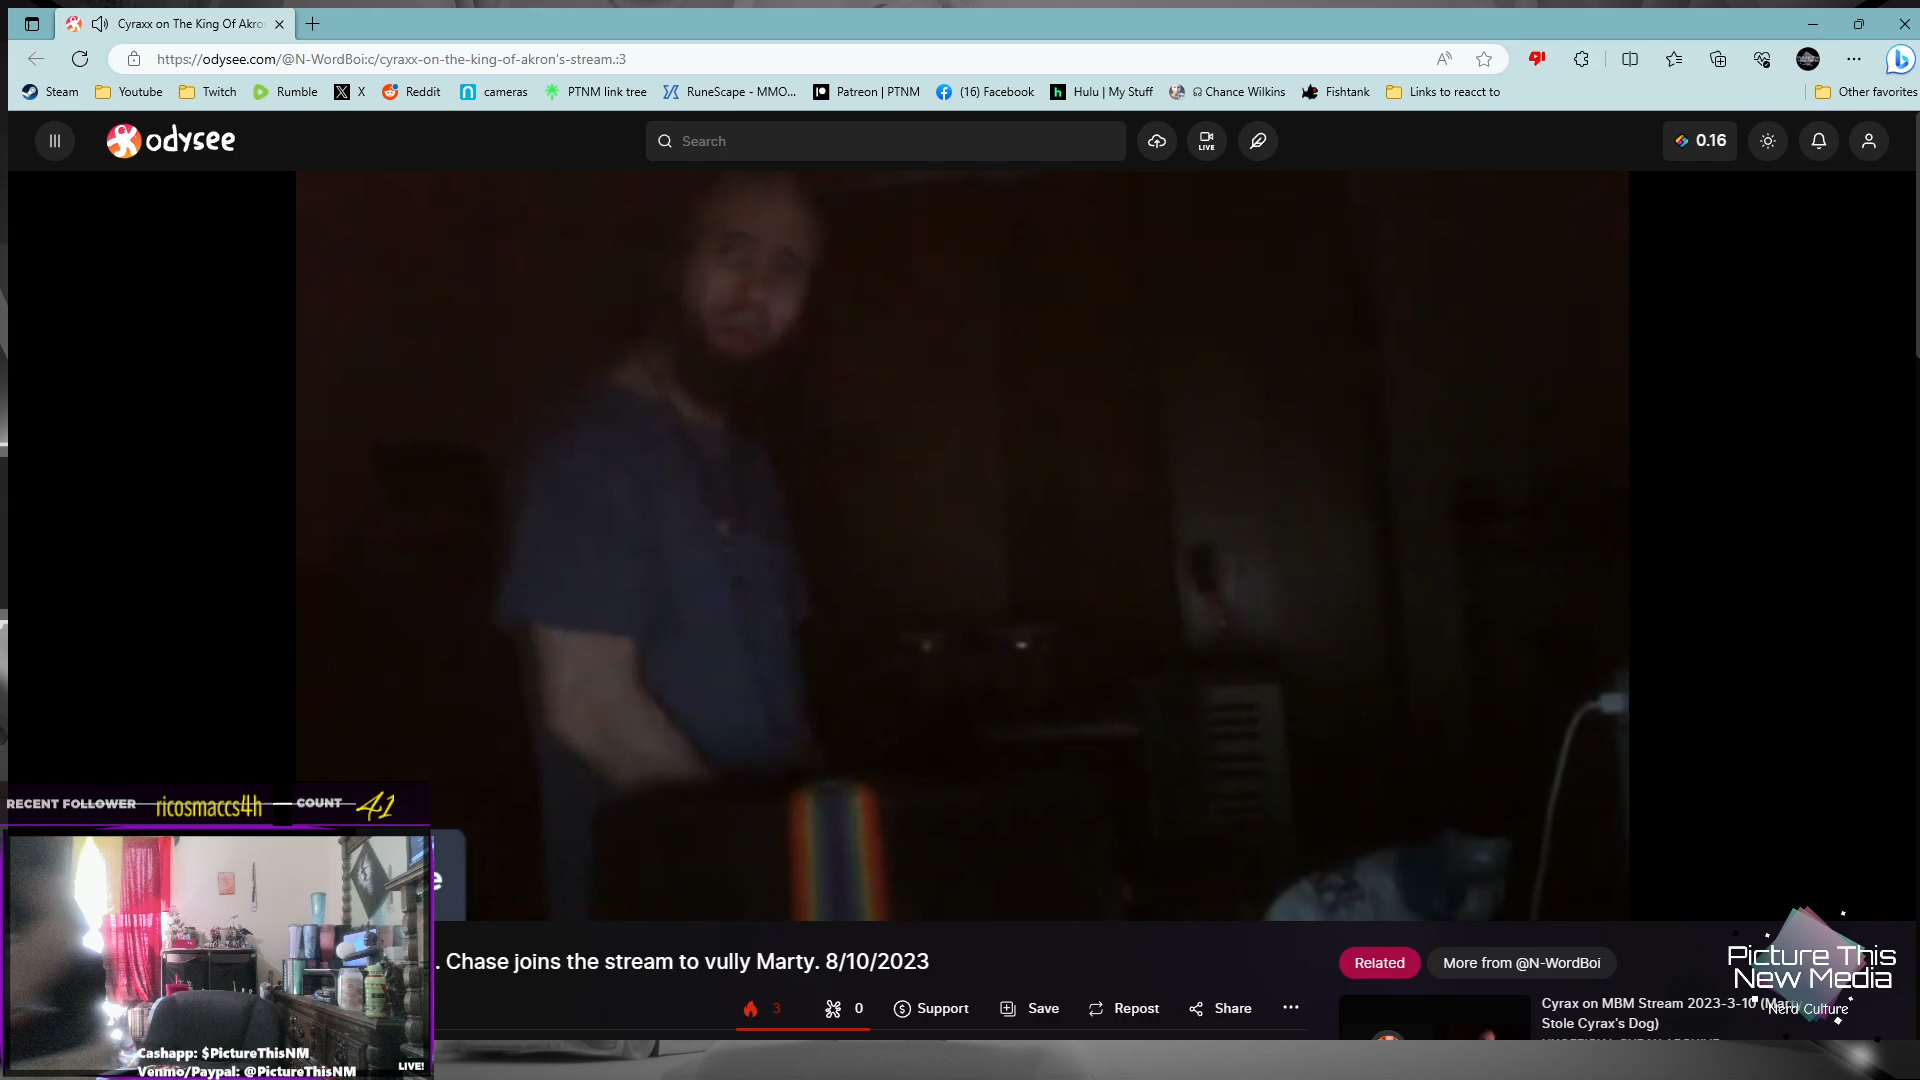 Cyraxx on The King Of Akro
https://odysee.com/@N-WordBoi:c/cyraxx-on-the-king-of-akron's-stream.:3
Steam Youtube Twitch Rumble X Reddit cameras PTNM link tree RuneScape - MMO... Patreon | PTNM (16) Facebook Hulu | My Stuff Chance Wilkins Fishtank Links to reacct to Other favorites
odysee Search LIVE 0.16
RECENT FOLLOWER ricosmaccs4h COUNT 41
e
. Chase joins the stream to vully Marty. 8/10/2023
3 0 Support Save Repost Share
Related More from @N-WordBoi
Cyrax on MBM Stream 2023-3-10 (Marty
Stole Cyrax's Dog)
Picture This
New Media
Nerd Culture
Cashapp: $PictureThisNM
Venmo/Paypal: @PictureThisNM
LIVE!